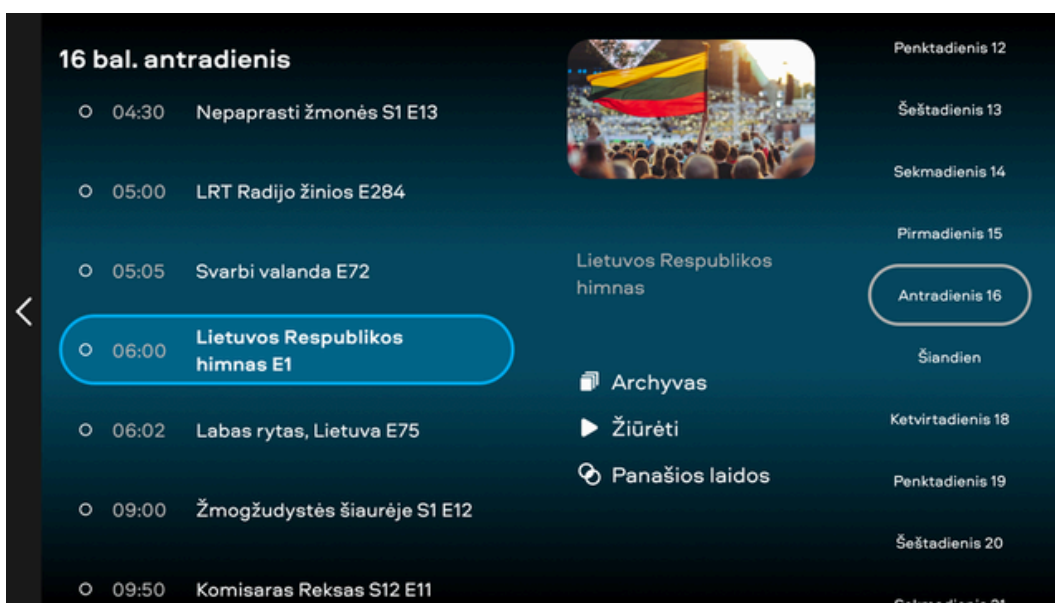 16 bal. antradienis
04:30 Nepaprasti žmonės S1 E13
05:00 LRT Radijo žinios E284
05:05 Svarbi valanda E72
06:00 Lietuvos Respublikos
himnas E1
06:02 Labas rytas, Lietuva E75
09:00 Žmogžudystės šiaurėje S1 E12
09:50 Komisaras Reksas S12 E11
Lietuvos Respublikos
himnas
Archyvas
Žiūrėti
Panašios laidos
Penktadienis 12
Šeštadienis 13
Sekmadienis 14
Pirmadienis 15
Antradienis 16
Šiandien
Ketvirtadienis 18
Penktadienis 19
Šeštadienis 20
Sekmadienis 21